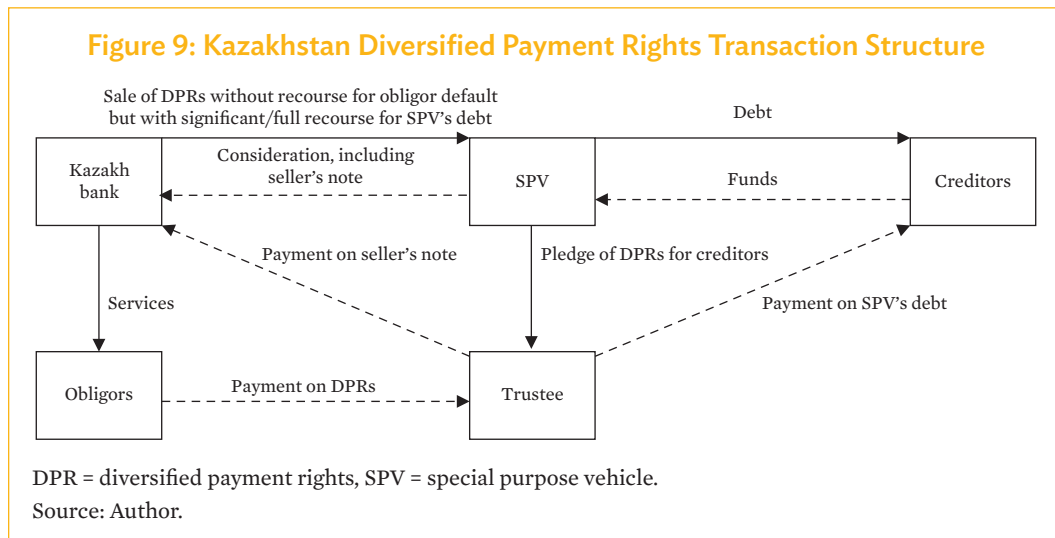 Figure 9: Kazakhstan Diversified Payment Rights Transaction Structure
Sale of DPRs without recourse for obligor default
but with significant/full recourse for SPV’s debt
Debt
Kazakh
bank
Consideration, including
seller’s note
SPV
Funds
Creditors
Payment on seller’s note
Pledge of DPRs for creditors
Services
Payment on SPV’s debt
Obligors
Payment on DPRs
Trustee
DPR = diversified payment rights, SPV = special purpose vehicle.
Source: Author.